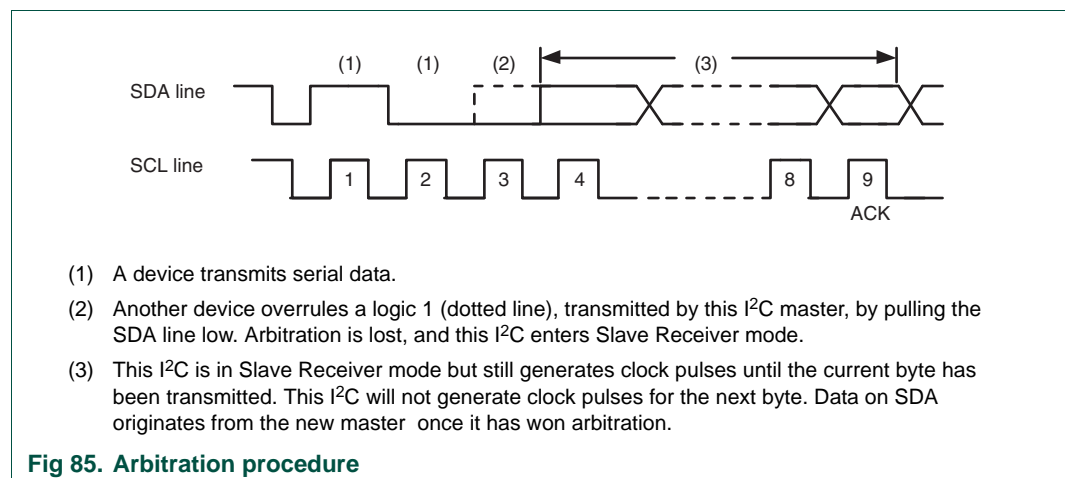 (1) (1) (2) (3)
SDA line
SCL line
1 2 3 4 8 9
ACK
(1) A device transmits serial data.
(2) Another device overrules a logic 1 (dotted line), transmitted by this I2C master, by pulling the
SDA line low. Arbitration is lost, and this I2C enters Slave Receiver mode.
(3) This I2C is in Slave Receiver mode but still generates clock pulses until the current byte has
been transmitted. This I2C will not generate clock pulses for the next byte. Data on SDA
originates from the new master once it has won arbitration.
Fig 85. Arbitration procedure